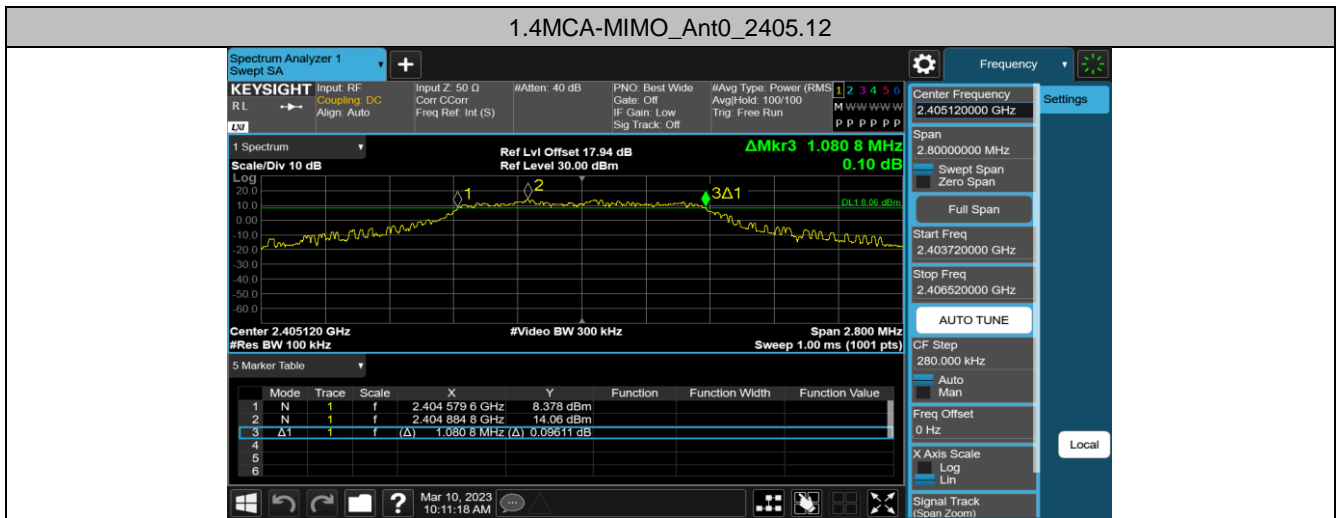 1.4MCA-MIMO_Ant0_2405.12
Spectrum Analyzer 1
Swept SA
+
Frequency
KEYSIGHT
RL
LXI
Input: RF
Coupling: DC
Align: Auto
Input Z: 50 Ω
Corr CCorr
Freq Ref: Int (S)
#Atten: 40 dB
PNO: Best Wide
Gate: Off
IF Gain: Low
Sig Track: Off
#Avg Type: Power (RMS
Avg|Hold: 100/100
Trig: Free Run
1 2 3 4 5 6
M W W W W W
P P P P P P
1 Spectrum
Scale/Div 10 dB
Ref Lvl Offset 17.94 dB
Ref Level 30.00 dBm
ΔMkr3 1.080 8 MHz
0.10 dB
Log
20.0
10.0
0.00
-10.0
-20.0
-30.0
-40.0
-50.0
-60.0
1
2
3Δ1
DL1 8.06 dBm
Center 2.405120 GHz
#Video BW 300 kHz
Span 2.800 MHz
#Res BW 100 kHz
Sweep 1.00 ms (1001 pts)
5 Marker Table
Mode Trace Scale X Y Function Function Width Function Value
1 N 1 f 2.404 579 6 GHz 8.378 dBm
2 N 1 f 2.404 884 8 GHz 14.06 dBm
3 Δ1 1 f (Δ) 1.080 8 MHz (Δ) 0.09611 dB
4
5
6
?
Mar 10, 2023
10:11:18 AM
Center Frequency
2.405120000 GHz
Span
2.80000000 MHz
Swept Span
Zero Span
Full Span
Start Freq
2.403720000 GHz
Stop Freq
2.406520000 GHz
AUTO TUNE
CF Step
280.000 kHz
Auto
Man
Freq Offset
0 Hz
X Axis Scale
Log
Lin
Signal Track
(Span Zoom)
Settings
Local